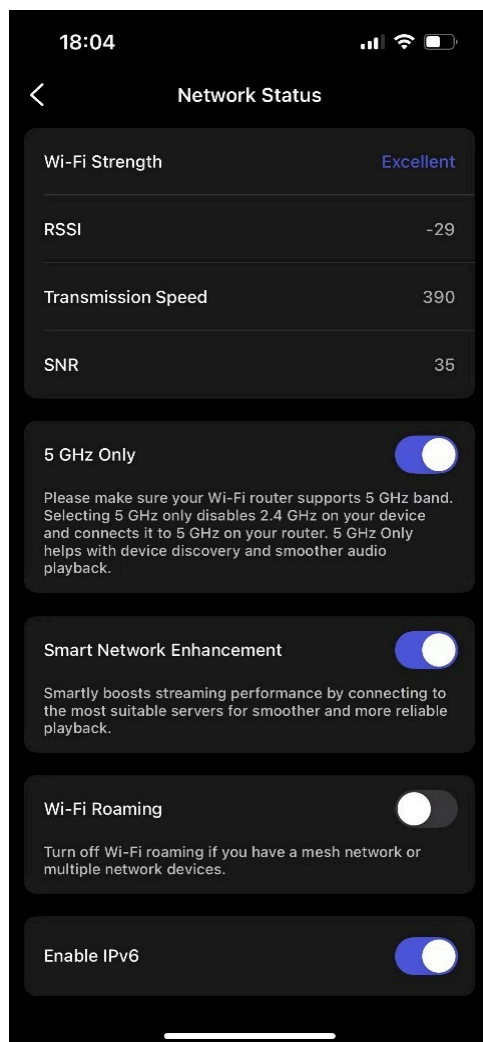 18:04
Network Status
Wi-Fi Strength Excellent
RSSI -29
Transmission Speed 390
SNR 35
5 GHz Only
Please make sure your Wi-Fi router supports 5 GHz band.
Selecting 5 GHz only disables 2.4 GHz on your device
and connects it to 5 GHz on your router. 5 GHz Only
helps with device discovery and smoother audio
playback.
Smart Network Enhancement
Smartly boosts streaming performance by connecting to
the most suitable servers for smoother and more reliable
playback.
Wi-Fi Roaming
Turn off Wi-Fi roaming if you have a mesh network or
multiple network devices.
Enable IPv6